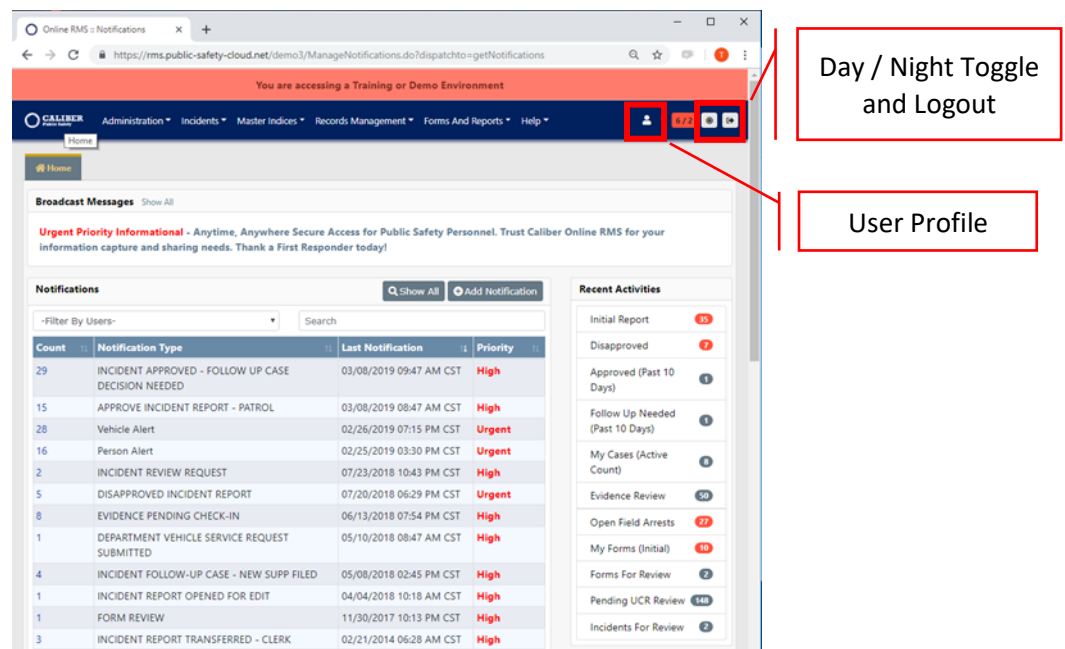 Online RMS :: Notifications
https://rms.public-safety-cloud.net/demo3/ManageNotifications.do?dispatchto=getNotifications
T
You are accessing a Training or Demo Environment
CALIBER
Public Safety
Administration Incidents Master Indices Records Management Forms And Reports Help
6/2
Home
Home
Day / Night Toggle
and Logout
User Profile
Broadcast Messages Show All
Urgent Priority Informational - Anytime, Anywhere Secure Access for Public Safety Personnel. Trust Caliber Online RMS for your
information capture and sharing needs. Thank a First Responder today!
Notifications Show All Add Notification
-Filter By Users- Search
Count Notification Type Last Notification Priority
29 INCIDENT APPROVED - FOLLOW UP CASE 03/08/2019 09:47 AM CST High
DECISION NEEDED
15 APPROVE INCIDENT REPORT - PATROL 03/08/2019 08:47 AM CST High
28 Vehicle Alert 02/26/2019 07:15 PM CST Urgent
16 Person Alert 02/25/2019 03:30 PM CST Urgent
2 INCIDENT REVIEW REQUEST 07/23/2018 10:43 PM CST High
5 DISAPPROVED INCIDENT REPORT 07/20/2018 06:29 PM CST Urgent
8 EVIDENCE PENDING CHECK-IN 06/13/2018 07:54 PM CST High
1 DEPARTMENT VEHICLE SERVICE REQUEST 05/10/2018 08:47 AM CST High
SUBMITTED
4 INCIDENT FOLLOW-UP CASE - NEW SUPP FILED 05/08/2018 02:45 PM CST High
1 INCIDENT REPORT OPENED FOR EDIT 04/04/2018 10:18 AM CST High
1 FORM REVIEW 11/30/2017 10:13 PM CST High
3 INCIDENT REPORT TRANSFERRED - CLERK 02/21/2014 06:28 AM CST High
Recent Activities
Initial Report 35
Disapproved 7
Approved (Past 10 1
Days)
Follow Up Needed 1
(Past 10 Days)
My Cases (Active 8
Count)
Evidence Review 50
Open Field Arrests 27
My Forms (Initial) 10
Forms For Review 2
Pending UCR Review 148
Incidents For Review 2